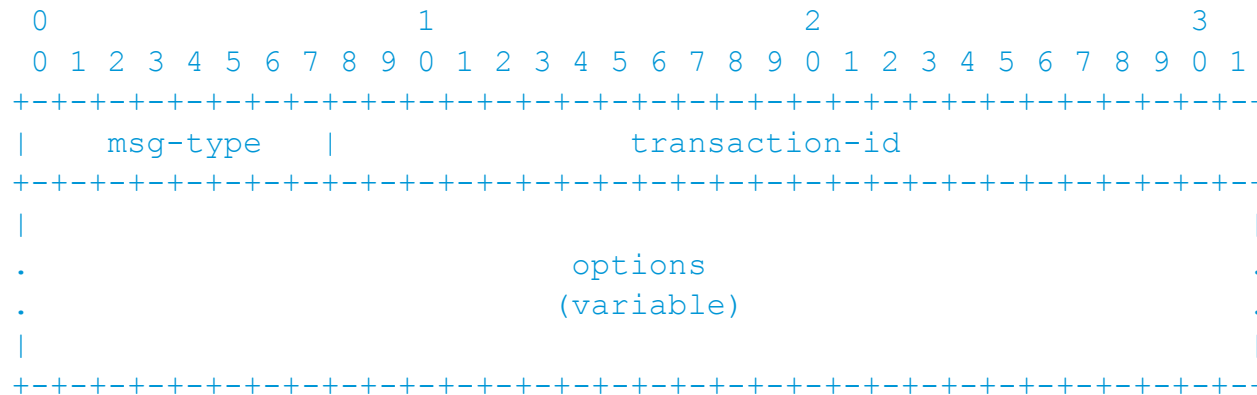 0                   1                   2                   3
 0 1 2 3 4 5 6 7 8 9 0 1 2 3 4 5 6 7 8 9 0 1 2 3 4 5 6 7 8 9 0 1
+-+-+-+-+-+-+-+-+-+-+-+-+-+-+-+-+-+-+-+-+-+-+-+-+-+-+-+-+-+-+-+-+
|    msg-type   |               transaction-id
+-+-+-+-+-+-+-+-+-+-+-+-+-+-+-+-+-+-+-+-+-+-+-+-+-+-+-+-+-+-+-+-+
|                                                               |
.                            options                            .
.                           (variable)                          .
|                                                               |
+-+-+-+-+-+-+-+-+-+-+-+-+-+-+-+-+-+-+-+-+-+-+-+-+-+-+-+-+-+-+-+-+